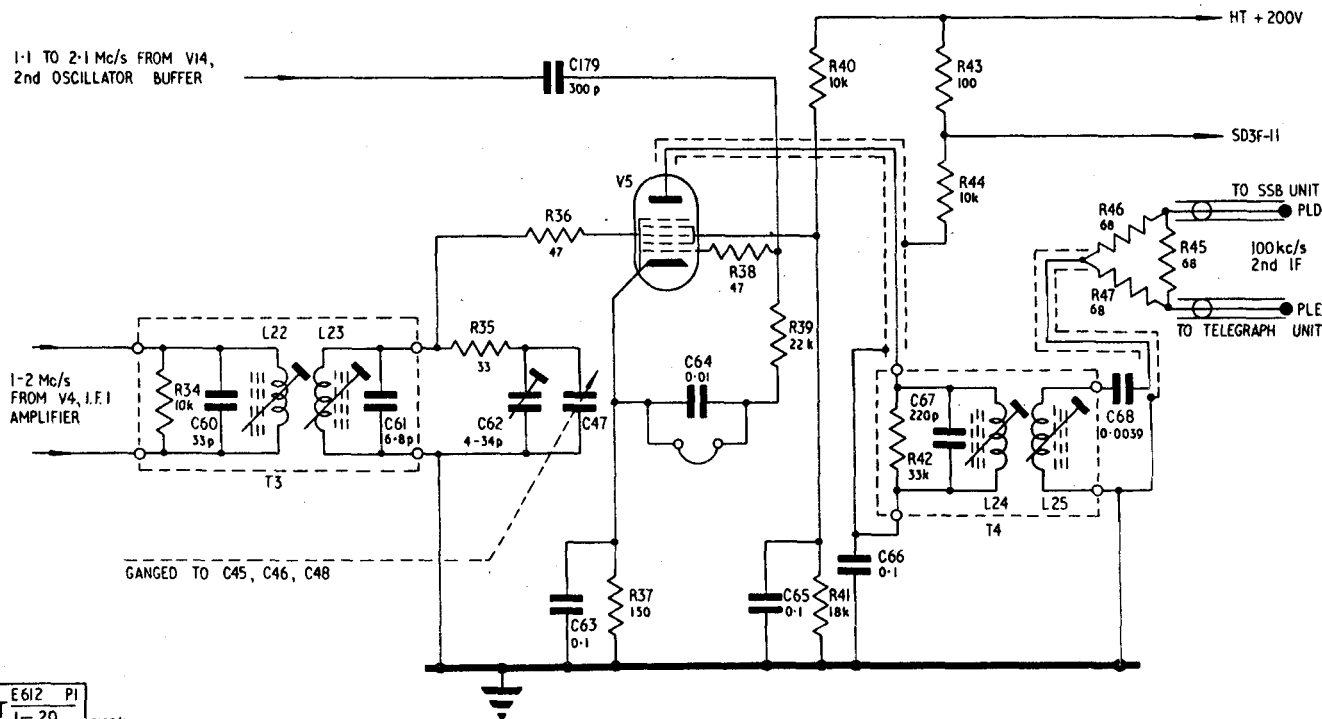 HT + 200V
1·1 TO 2·1 Mc/s FROM V14,
2nd OSCILLATOR BUFFER
C179
300p
R40
10k
R43
100
SD3F-11
V5
R44
10k
TO SSB UNIT
PLD
R46
68
R45
68
100kc/s
2nd IF
R47
68
PLE
TO TELEGRAPH UNIT
R36
47
R38
47
R39
22k
L22 L23
R35
33
C64
0·01
1-2 Mc/s
FROM V4, I.F.1
AMPLIFIER
R34
10k
C60
33p
C61
6·8p
C62
4-34p
C47
T3
C67
220p
R42
33k
C68
0·0039
L24 L25
T4
GANGED TO C45, C46, C48
C63
0·1
R37
150
C65
0·1
R41
18k
C66
0·1
E612 P1
1-20